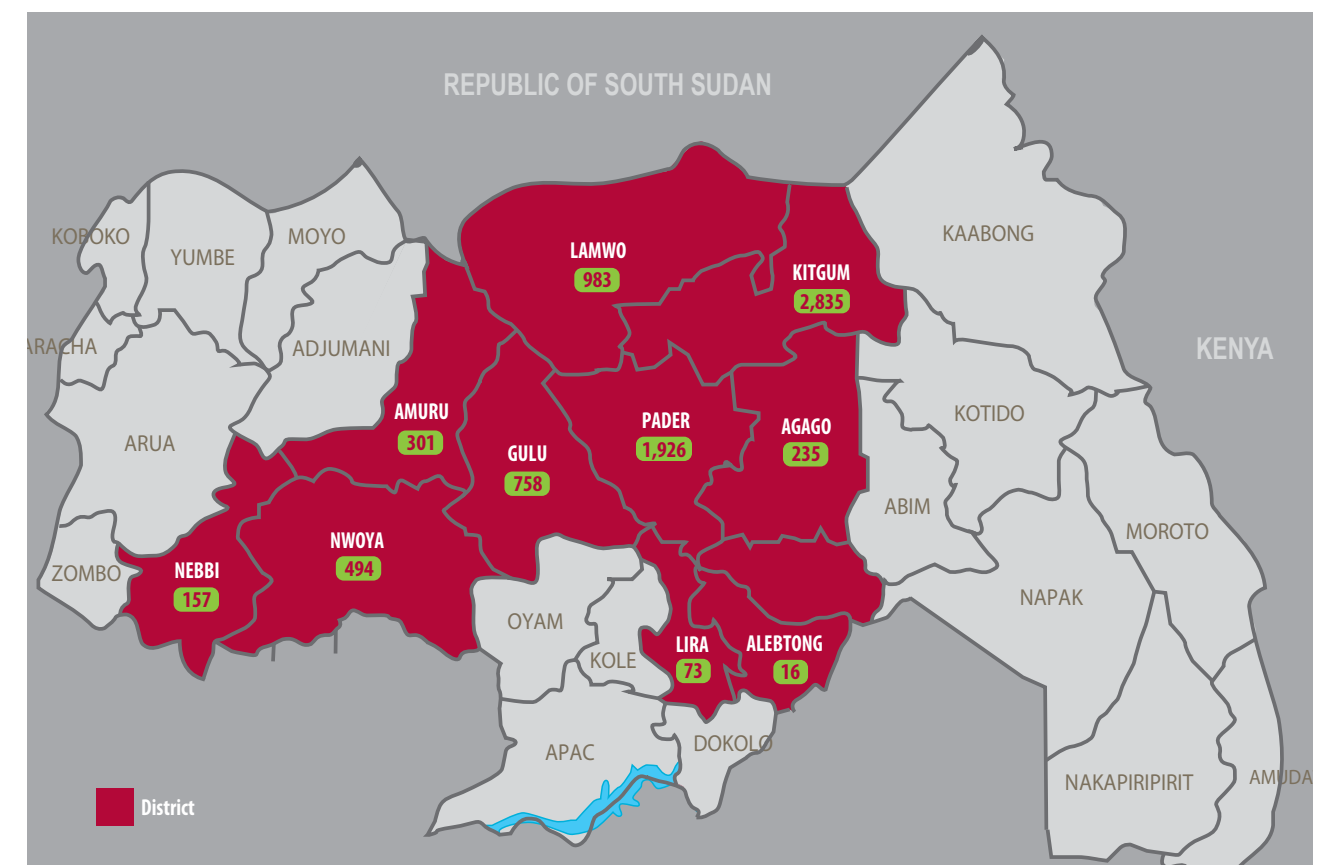 REPUBLIC OF SOUTH SUDAN
KOBOKO
YUMBE
MOYO
LAMWO
983
KITGUM
2,835
KAABONG
ARACHA
ADJUMANI
KENYA
ARUA
AMURU
301
GULU
758
PADER
1,926
AGAGO
235
KOTIDO
ABIM
MOROTO
ZOMBO
NEBBI
157
NWOYA
494
NAPAK
OYAM
KOLE
LIRA
73
ALEBTONG
16
APAC
DOKOLO
NAKAPIRIPIRIT
AMUDA
District